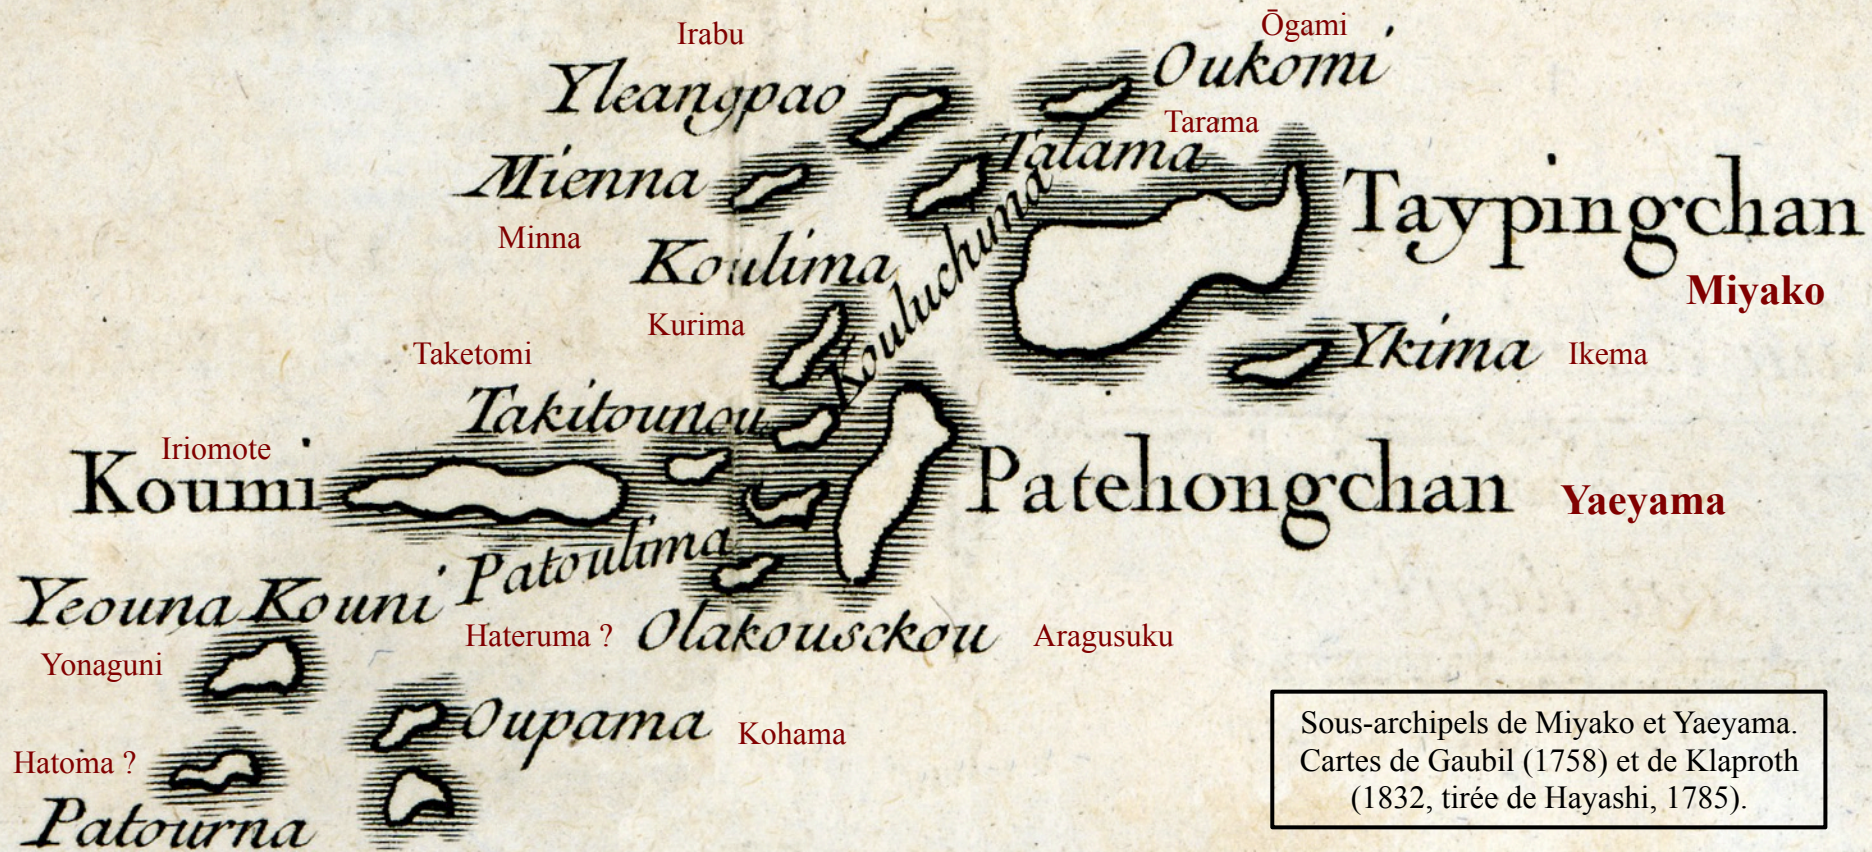 Irabu
Ōgami
Yleangpao
Oukomi
Tarama
Talama
Mienna
Minna
Taypingchan
Miyako
Koulima
Kurima
Kouluchima
Ykima
Ikema
Taketomi
Takitounou
Iriomote
Koumi
Patchongchan
Yaeyama
Patoulima
Hateruma ?
Yeouna Kouni
Yonaguni
Olakousckou
Aragusuku
Oupama
Kohama
Hatoma ?
Patourna
Sous-archipels de Miyako et Yaeyama.
Cartes de Gaubil (1758) et de Klaproth
(1832, tirée de Hayashi, 1785).